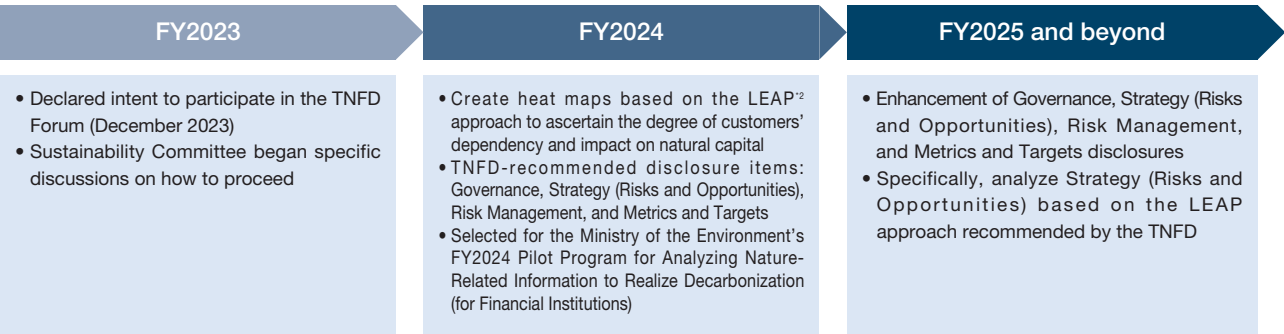 FY2023
• Declared intent to participate in the TNFD
Forum (December 2023)
• Sustainability Committee began specific
discussions on how to proceed
FY2024
• Create heat maps based on the LEAP*2
approach to ascertain the degree of customers’
dependency and impact on natural capital
• TNFD-recommended disclosure items:
Governance, Strategy (Risks and Opportunities),
Risk Management, and Metrics and Targets
• Selected for the Ministry of the Environment’s
FY2024 Pilot Program for Analyzing Nature-
Related Information to Realize Decarbonization
(for Financial Institutions)
FY2025 and beyond
• Enhancement of Governance, Strategy (Risks
and Opportunities), Risk Management,
and Metrics and Targets disclosures
• Specifically, analyze Strategy (Risks and
Opportunities) based on the LEAP
approach recommended by the TNFD